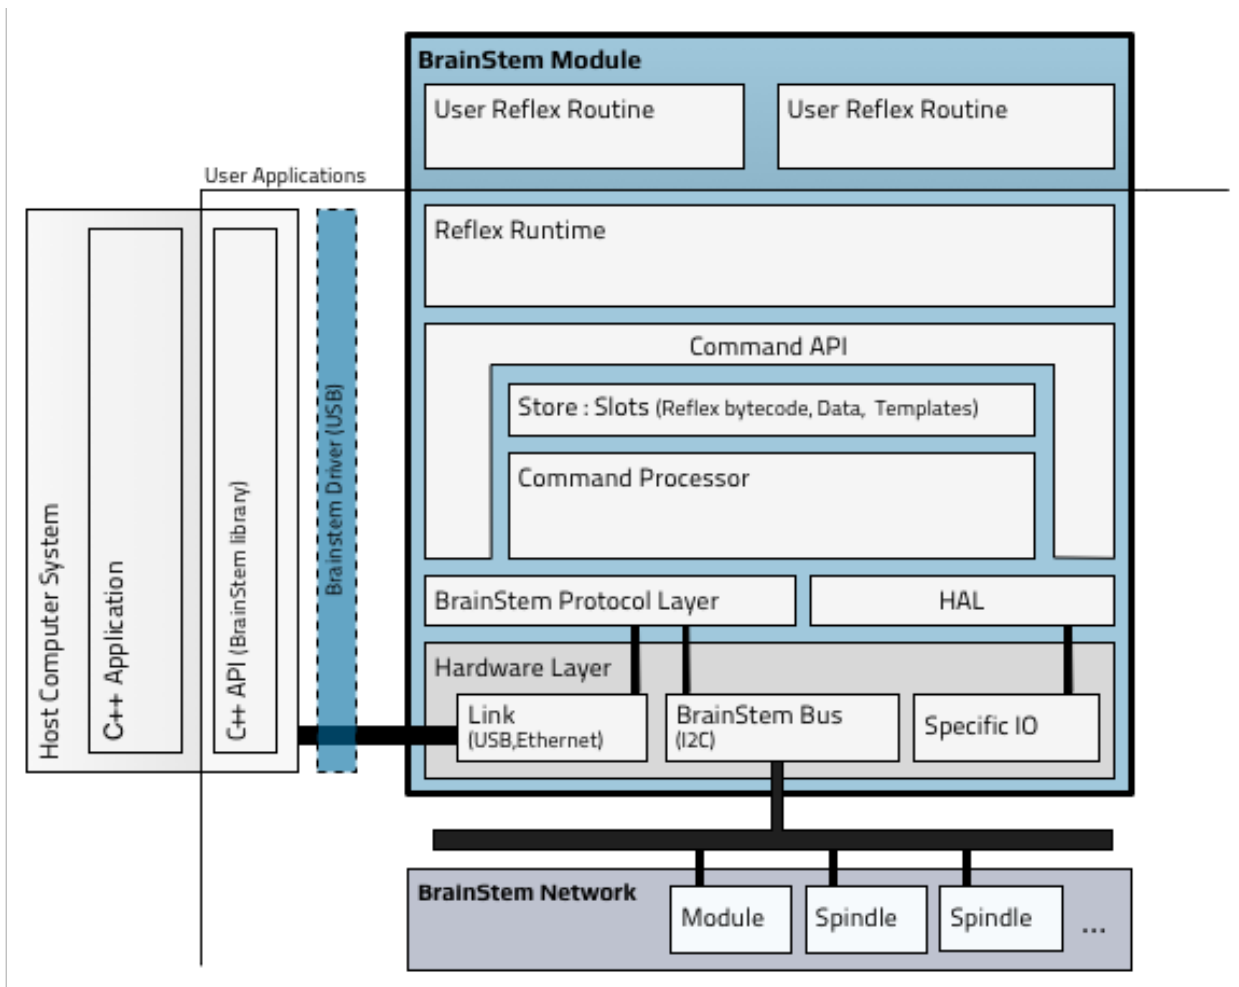 BrainStem Module
User Reflex Routine
User Reflex Routine
User Applications
Reflex Runtime
Command API
Store : Slots (Reflex bytecode, Data, Templates)
Command Processor
BrainStem Protocol Layer
HAL
Hardware Layer
Link
(USB,Ethernet)
BrainStem Bus
(I2C)
Specific IO
Host Computer System
C++ Application
C++ API (BrainStem library)
Brainstem Driver (USB)
BrainStem Network
Module
Spindle
Spindle
...